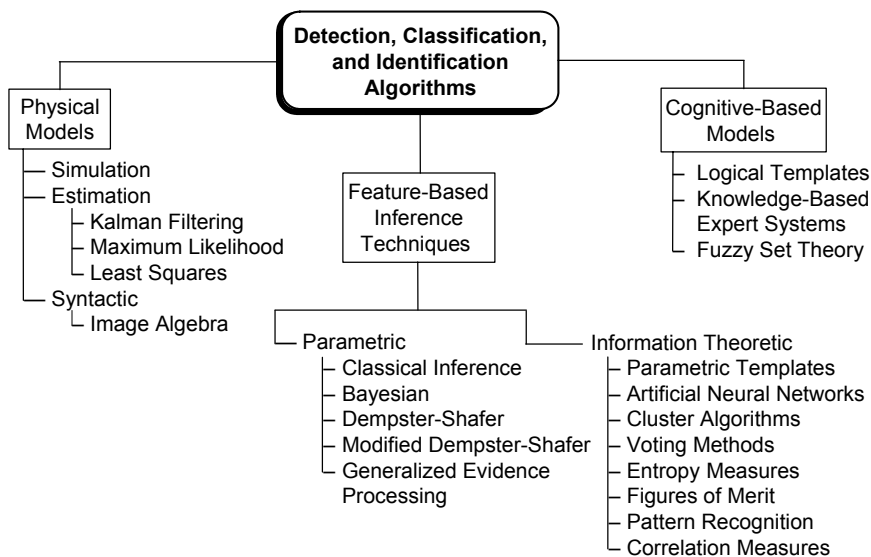 Detection, Classification,
and Identification
Algorithms
Physical
Models
Simulation
Estimation
Kalman Filtering
Maximum Likelihood
Least Squares
Syntactic
Image Algebra
Feature-Based
Inference
Techniques
Parametric
Classical Inference
Bayesian
Dempster-Shafer
Modified Dempster-Shafer
Generalized Evidence
Processing
Information Theoretic
Parametric Templates
Artificial Neural Networks
Cluster Algorithms
Voting Methods
Entropy Measures
Figures of Merit
Pattern Recognition
Correlation Measures
Cognitive-Based
Models
Logical Templates
Knowledge-Based
Expert Systems
Fuzzy Set Theory